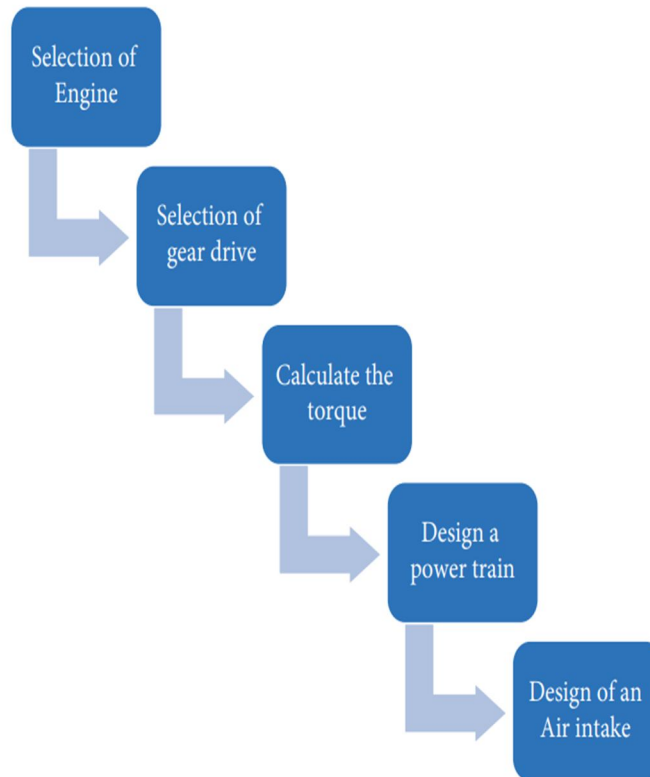 Selection of
Engine
Selection of
gear drive
Calculate the
torque
Design a
power train
Design of an
Air intake